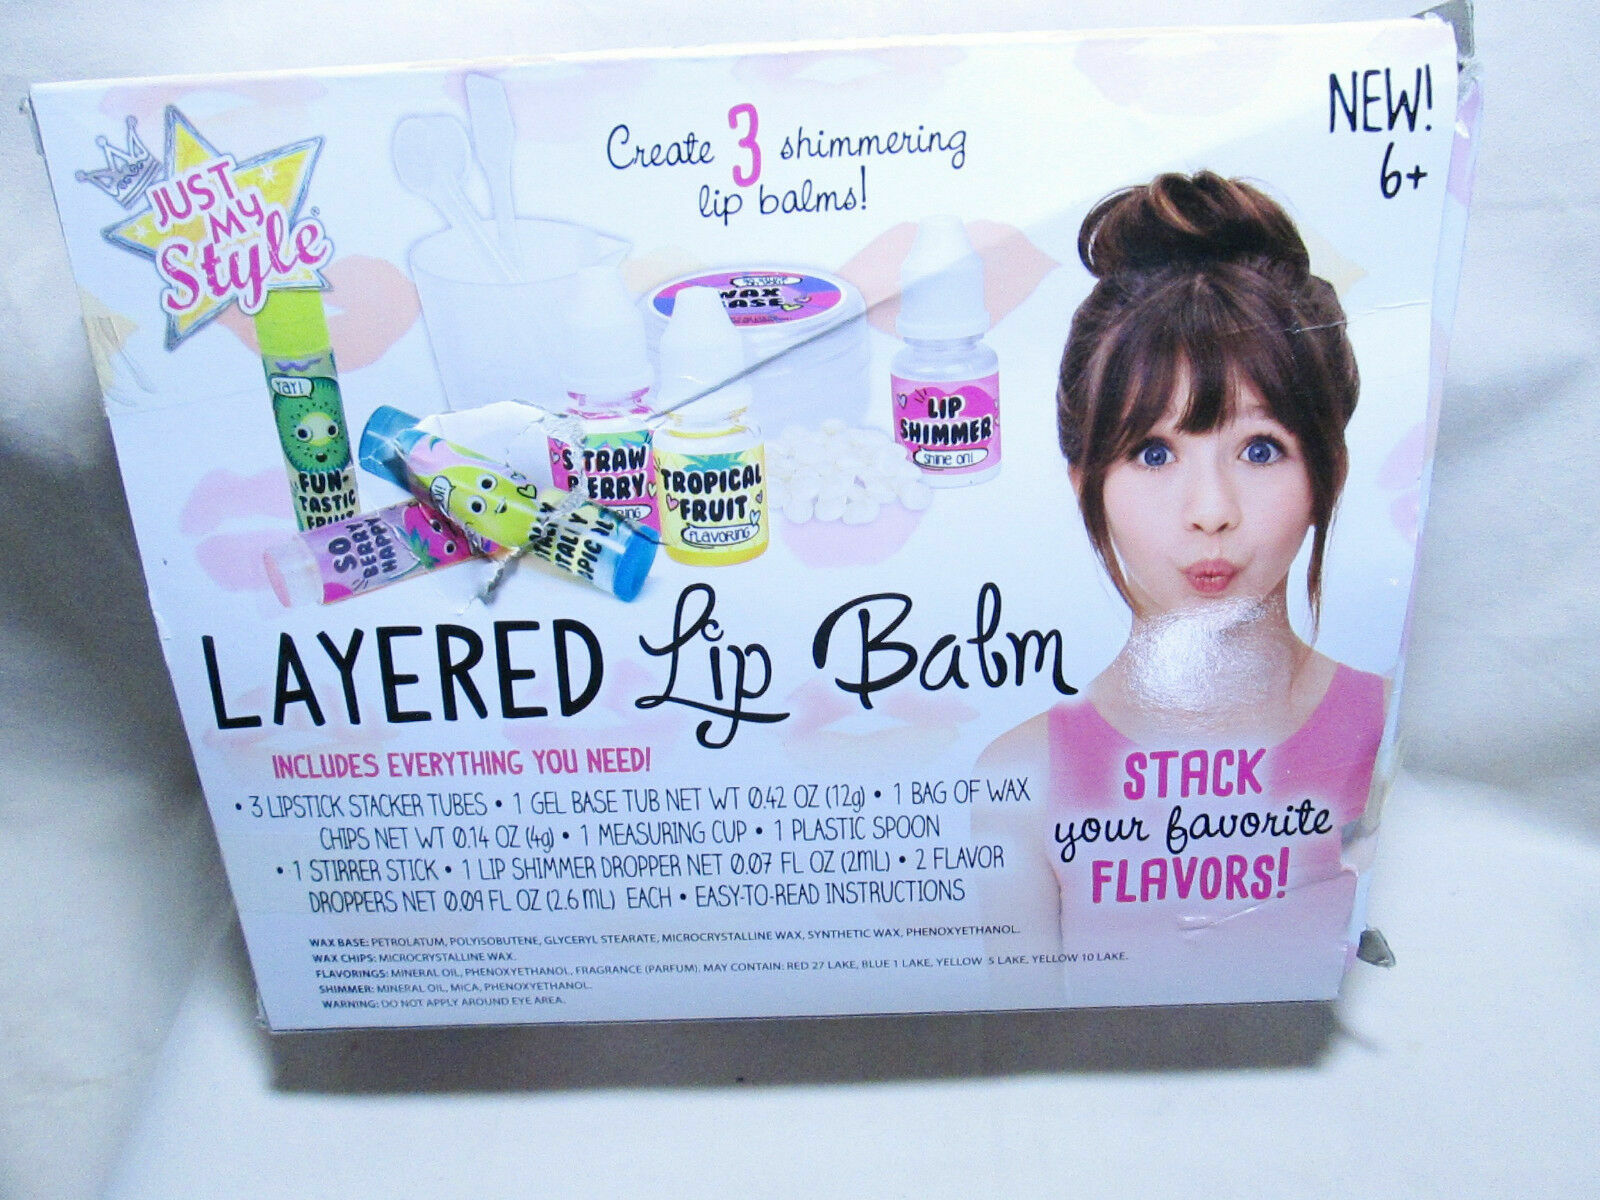 JUST
MY
Style®
Create 3 shimmering
lip balms!
NEW!
6+
WAX
YAY!
FUN-
TASTIC
FRUIT
SO
BERRY
HAPPY
STRAW
BERRY
TROPICAL
FRUIT
FLAVORING
LIP
SHIMMER
shine on!
LAYERED Lip Balm
INCLUDES EVERYTHING YOU NEED!
• 3 LIPSTICK STACKER TUBES • 1 GEL BASE TUB NET WT 0.42 OZ (12g) • 1 BAG OF WAX
CHIPS NET WT 0.14 OZ (4g) • 1 MEASURING CUP • 1 PLASTIC SPOON
• 1 STIRRER STICK • 1 LIP SHIMMER DROPPER NET 0.07 FL OZ (2mL) • 2 FLAVOR
DROPPERS NET 0.09 FL OZ (2.6 mL) EACH • EASY-TO-READ INSTRUCTIONS
STACK
your favorite
FLAVORS!
WAX BASE: PETROLATUM, POLYISOBUTENE, GLYCERYL STEARATE, MICROCRYSTALLINE WAX, SYNTHETIC WAX, PHENOXYETHANOL.
WAX CHIPS: MICROCRYSTALLINE WAX.
FLAVORINGS: MINERAL OIL, PHENOXYETHANOL, FRAGRANCE (PARFUM). MAY CONTAIN: RED 27 LAKE, BLUE 1 LAKE, YELLOW 5 LAKE, YELLOW 10 LAKE.
SHIMMER: MINERAL OIL, MICA, PHENOXYETHANOL.
WARNING: DO NOT APPLY AROUND EYE AREA.